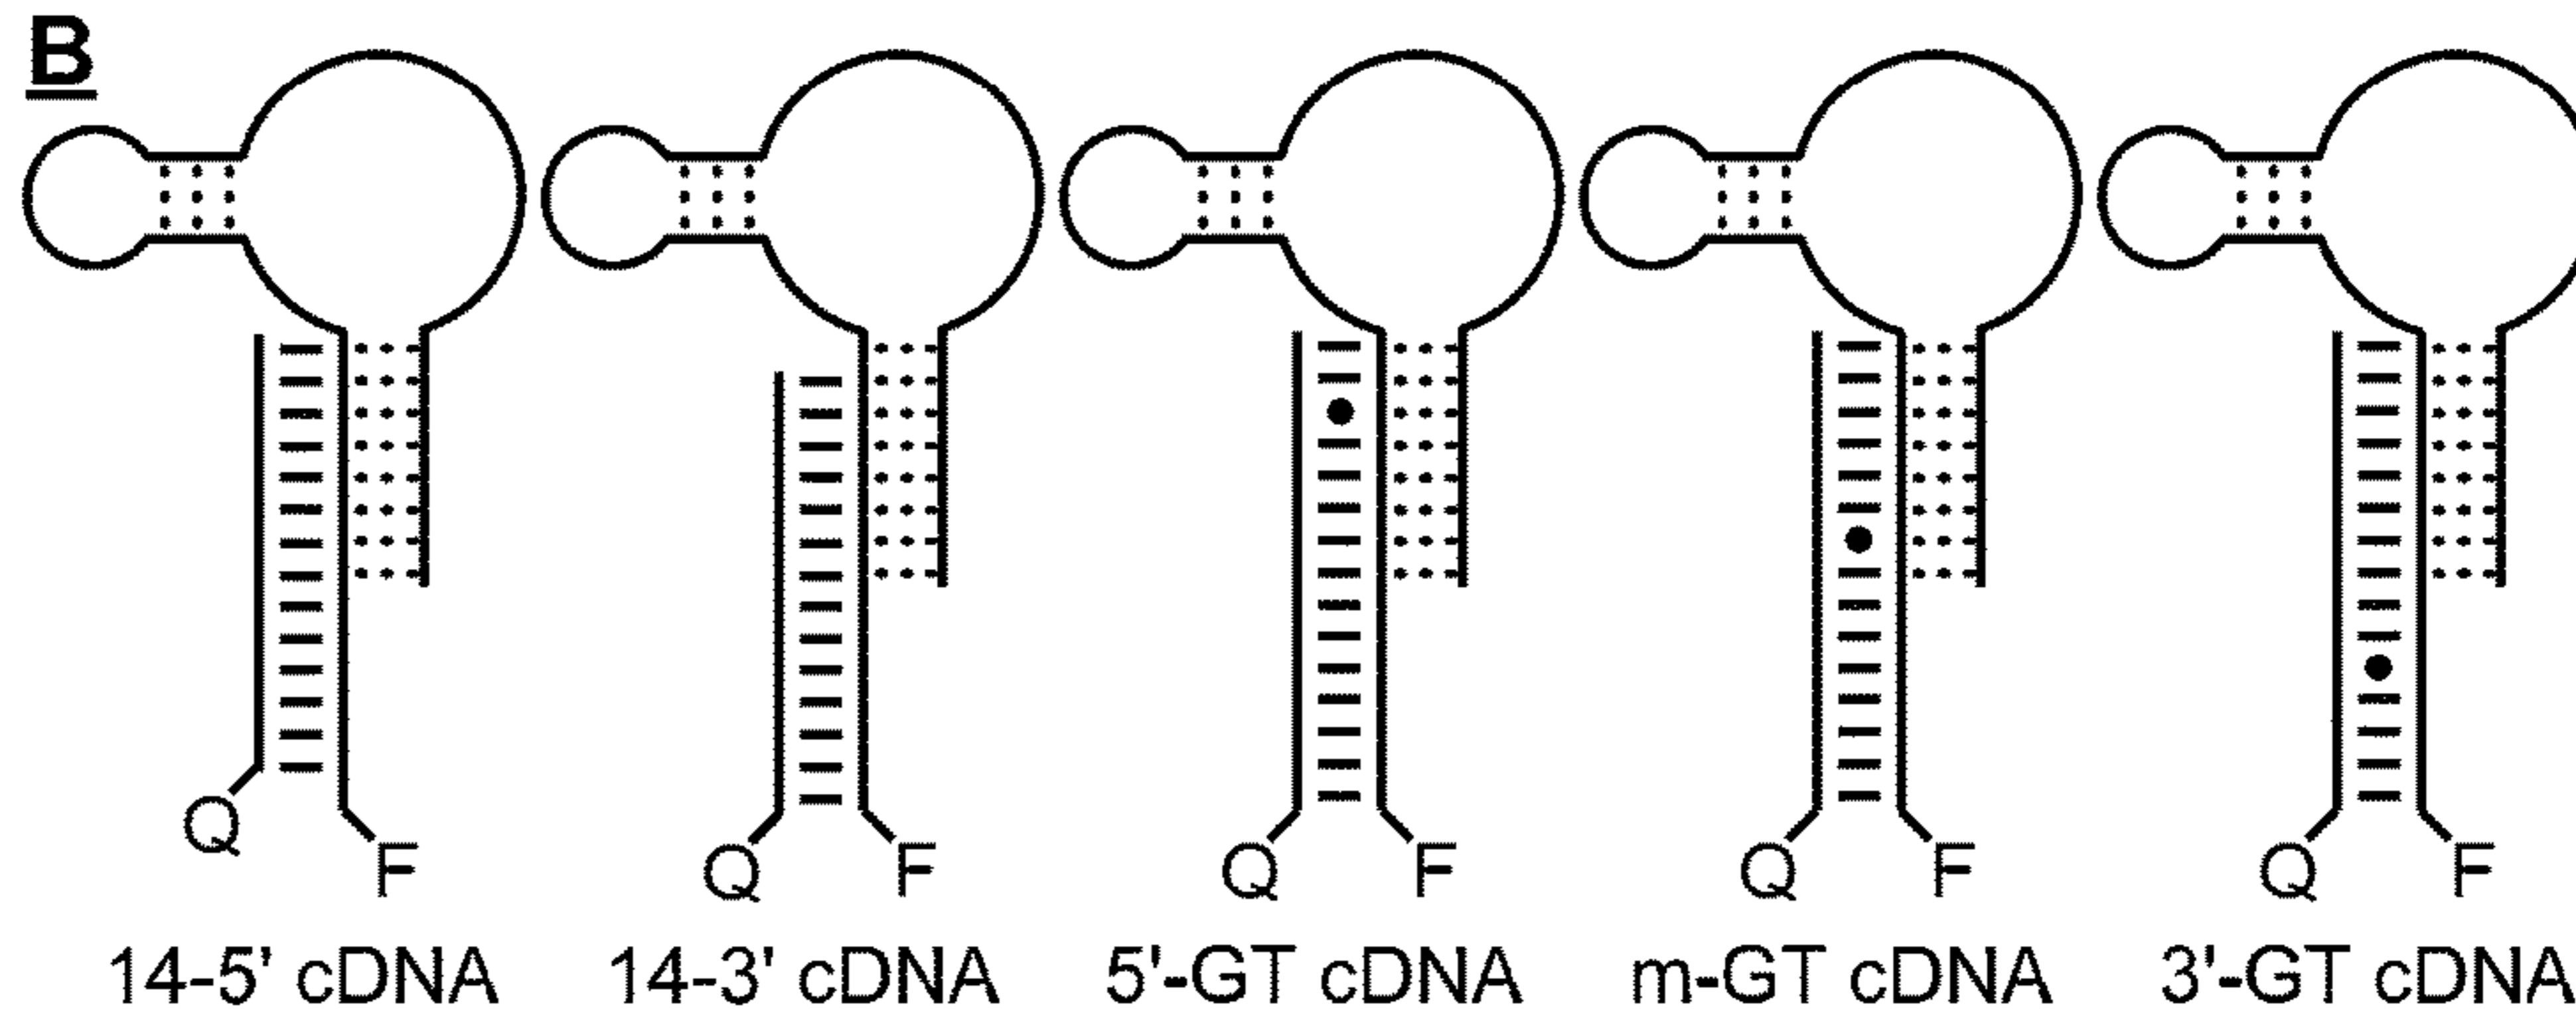 B
Q F
Q F
Q F
Q F
Q F
14-5' cDNA
14-3' cDNA
5'-GT cDNA
m-GT cDNA
3'-GT cDNA